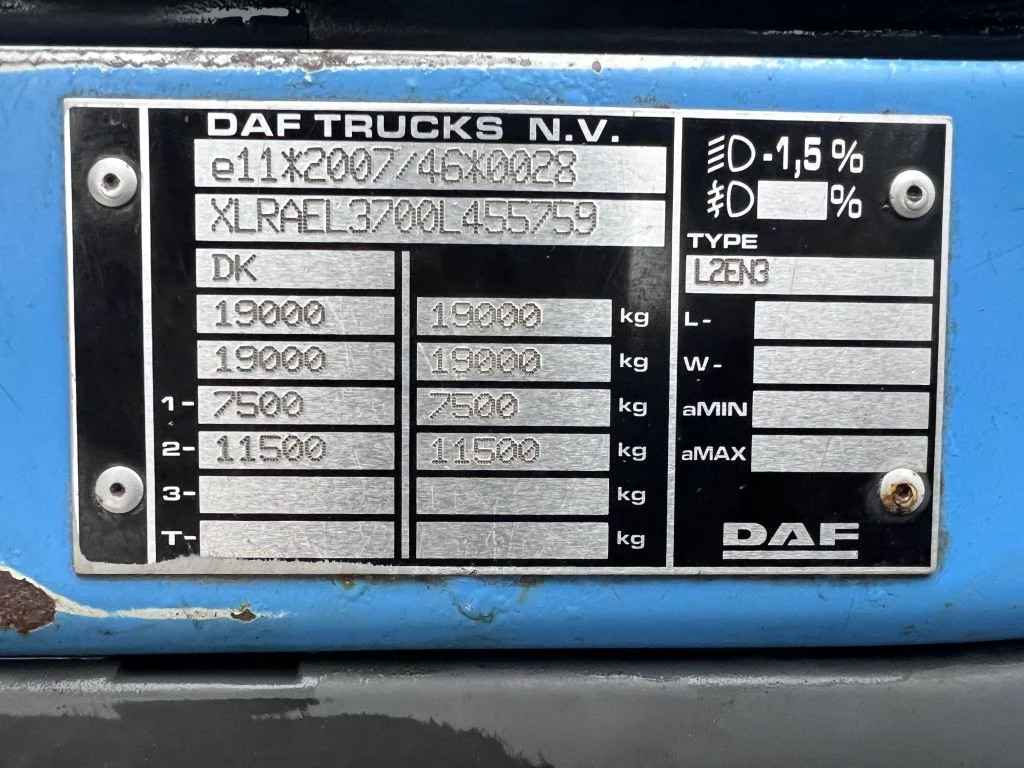 DAF TRUCKS N.V.
e11*2007/46*0028
XLRAEL3700L455759
DK
19000 19000 kg
19000 19000 kg
1- 7500 7500 kg
2- 11500 11500 kg
3- kg
T- kg
-1,5%
%
TYPE
L2EN3
L-
W-
aMIN
aMAX
DAF